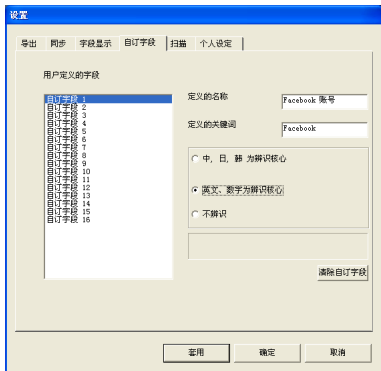 设置
导出 同步 字段显示 自订字段 扫描 个人设定
用户定义的字段
自订字段 1
自订字段 2
自订字段 3
自订字段 4
自订字段 5
自订字段 6
自订字段 7
自订字段 8
自订字段 9
自订字段 10
自订字段 11
自订字段 12
自订字段 13
自订字段 14
自订字段 15
自订字段 16
定义的名称
Facebook 账号
定义的关键词
Facebook
中, 日, 韩 为辨识核心
英文、数字为辨识核心
不辨识
清除自订字段
套用 确定 取消